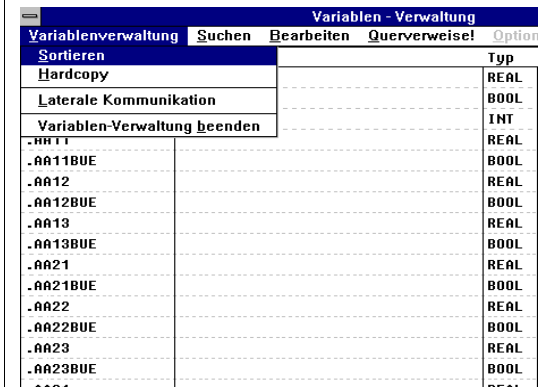 Variablen - Verwaltung
Variablenverwaltung Suchen Bearbeiten Querverweise! Option
Sortieren
Typ
Hardcopy
REAL
Laterale Kommunikation
BOOL
Variablen-Verwaltung beenden
INT
.AA11 REAL
.AA11BUE BOOL
.AA12 REAL
.AA12BUE BOOL
.AA13 REAL
.AA13BUE BOOL
.AA21 REAL
.AA21BUE BOOL
.AA22 REAL
.AA22BUE BOOL
.AA23 REAL
.AA23BUE BOOL